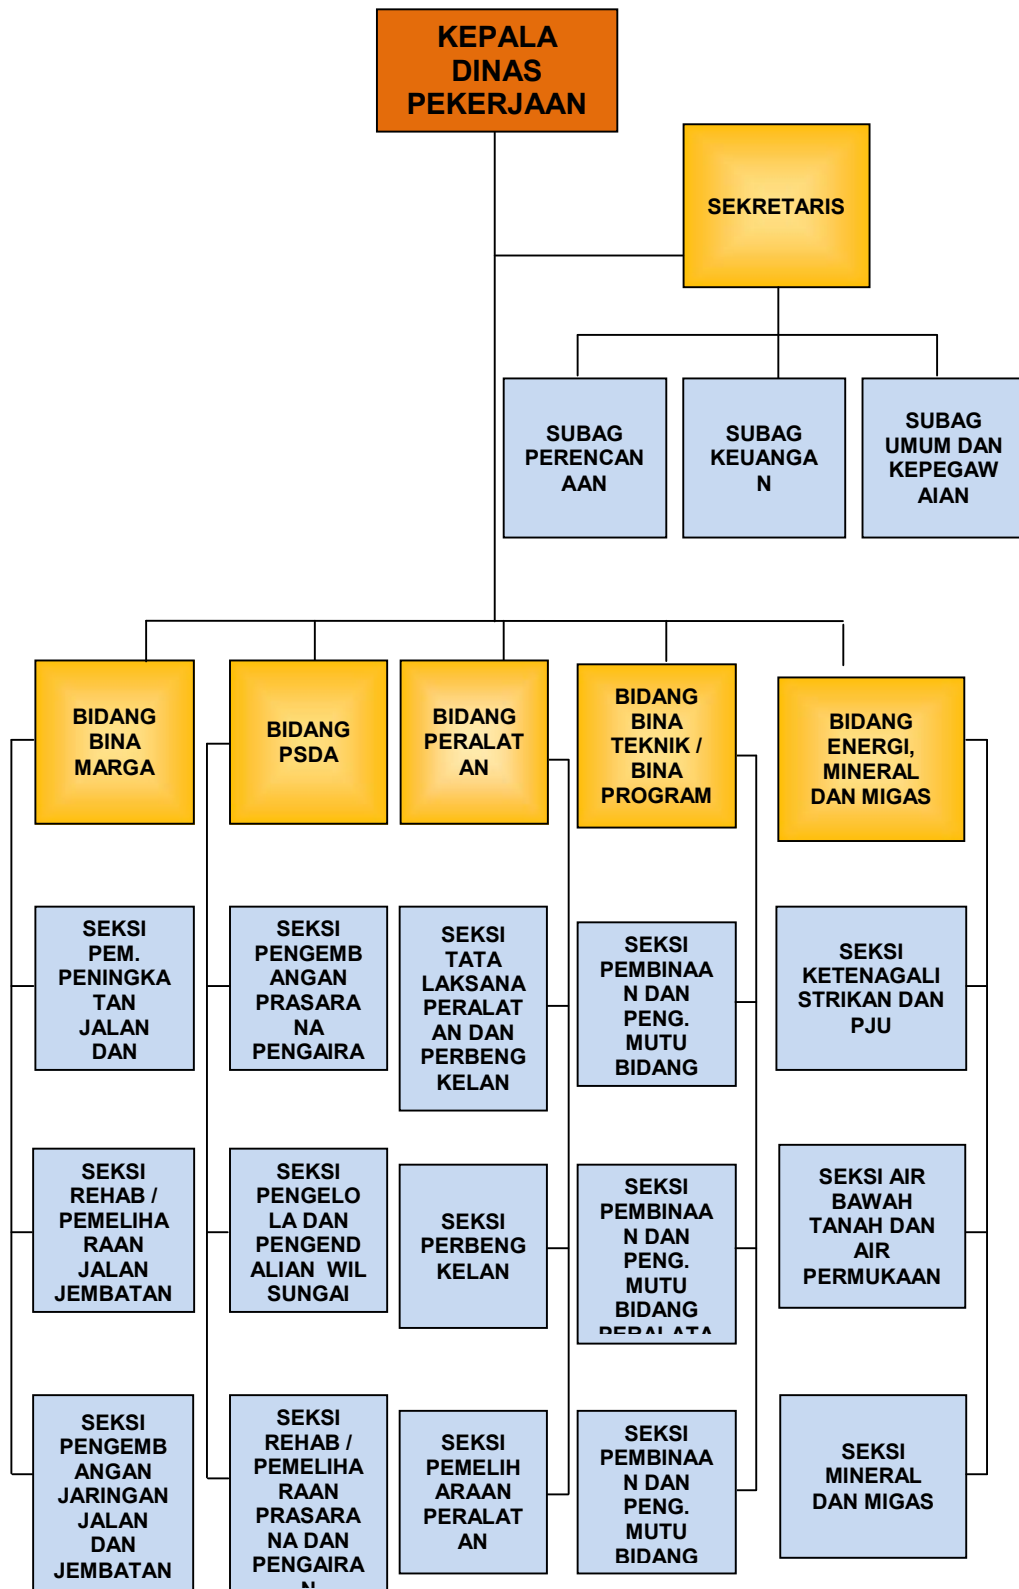 KEPALA
DINAS
PEKERJAAN
SEKRETARIS
SUBAG
PERENCAN
AAN
SUBAG
KEUANGA
N
SUBAG
UMUM DAN
KEPEGAW
AIAN
BIDANG
BINA
MARGA
BIDANG
PSDA
BIDANG
PERALAT
AN
BIDANG
BINA
TEKNIK /
BINA
PROGRAM
BIDANG
ENERGI,
MINERAL
DAN MIGAS
SEKSI
PEM.
PENINGKA
TAN
JALAN
DAN
SEKSI
PENGEMB
ANGAN
PRASARA
NA
PENGAIRA
SEKSI
TATA
LAKSANA
PERALAT
AN DAN
PERBENG
KELAN
SEKSI
PEMBINAA
N DAN
PENG.
MUTU
BIDANG
SEKSI
KETENAGALI
STRIKAN DAN
PJU
SEKSI
REHAB /
PEMELIHA
RAAN
JALAN
JEMBATAN
SEKSI
PENGELO
LA DAN
PENGEND
ALIAN WIL
SUNGAI
SEKSI
PERBENG
KELAN
SEKSI
PEMBINAA
N DAN
PENG.
MUTU
BIDANG
PERALATA
SEKSI AIR
BAWAH
TANAH DAN
AIR
PERMUKAAN
SEKSI
PENGEMB
ANGAN
JARINGAN
JALAN
DAN
JEMBATAN
SEKSI
REHAB /
PEMELIHA
RAAN
PRASARA
NA DAN
PENGAIRA
N
SEKSI
PEMELIH
ARAAN
PERALAT
AN
SEKSI
PEMBINAA
N DAN
PENG.
MUTU
BIDANG
SEKSI
MINERAL
DAN MIGAS